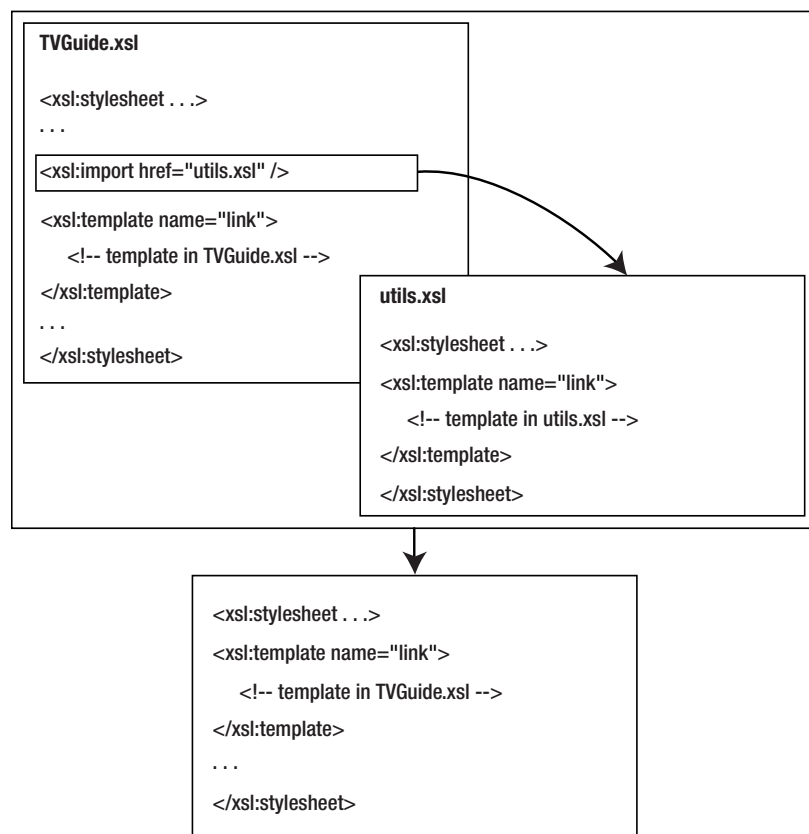 TVGuide.xsl
<xsl:stylesheet . . .>
. . .
<xsl:import href="utils.xsl" />
<xsl:template name="link">
<!-- template in TVGuide.xsl -->
</xsl:template>
. . .
</xsl:stylesheet>
utils.xsl
<xsl:stylesheet . . .>
<xsl:template name="link">
<!-- template in utils.xsl -->
</xsl:template>
</xsl:stylesheet>
<xsl:stylesheet . . .>
<xsl:template name="link">
<!-- template in TVGuide.xsl -->
</xsl:template>
. . .
</xsl:stylesheet>